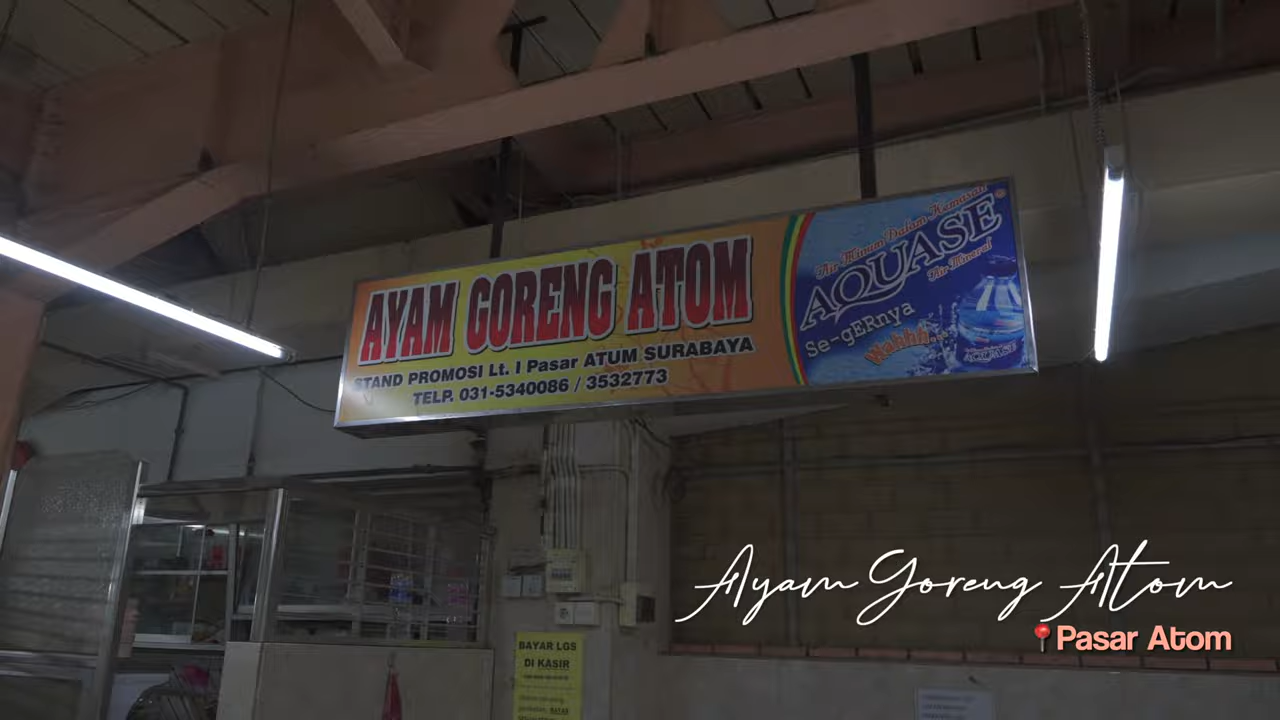 AYAM GORENG ATOM
STAND PROMOSI Lt. I Pasar ATUM SURABAYA
TELP. 031-5340086 / 3532773
Air Minum Dalam Kemasan
AQUASE
Air Mineral
Se-gERnya
Wahhh...
AQUASE
BAYAR LGS
DI KASIR
Ayam Goreng Atom
Pasar Atom